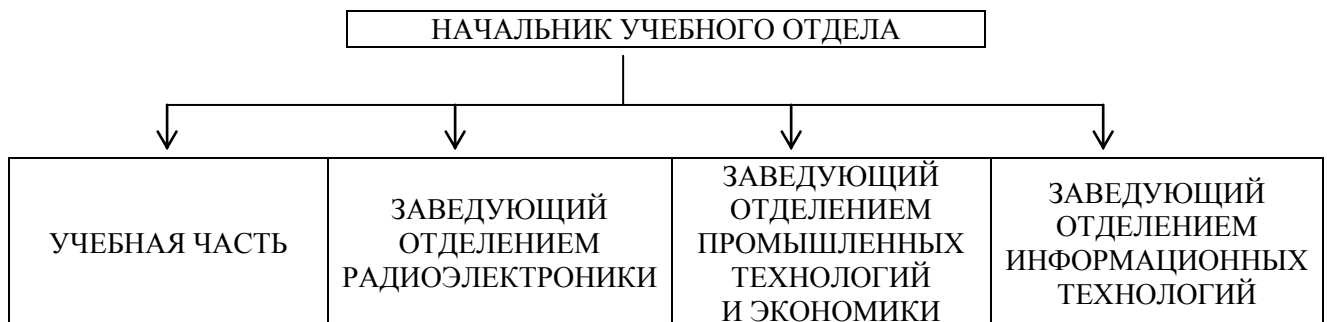 НАЧАЛЬНИК УЧЕБНОГО ОТДЕЛА
УЧЕБНАЯ ЧАСТЬ
ЗАВЕДУЮЩИЙ
ОТДЕЛЕНИЕМ
РАДИОЭЛЕКТРОНИКИ
ЗАВЕДУЮЩИЙ
ОТДЕЛЕНИЕМ
ПРОМЫШЛЕННЫХ
ТЕХНОЛОГИЙ
И ЭКОНОМИКИ
ЗАВЕДУЮЩИЙ
ОТДЕЛЕНИЕМ
ИНФОРМАЦИОННЫХ
ТЕХНОЛОГИЙ